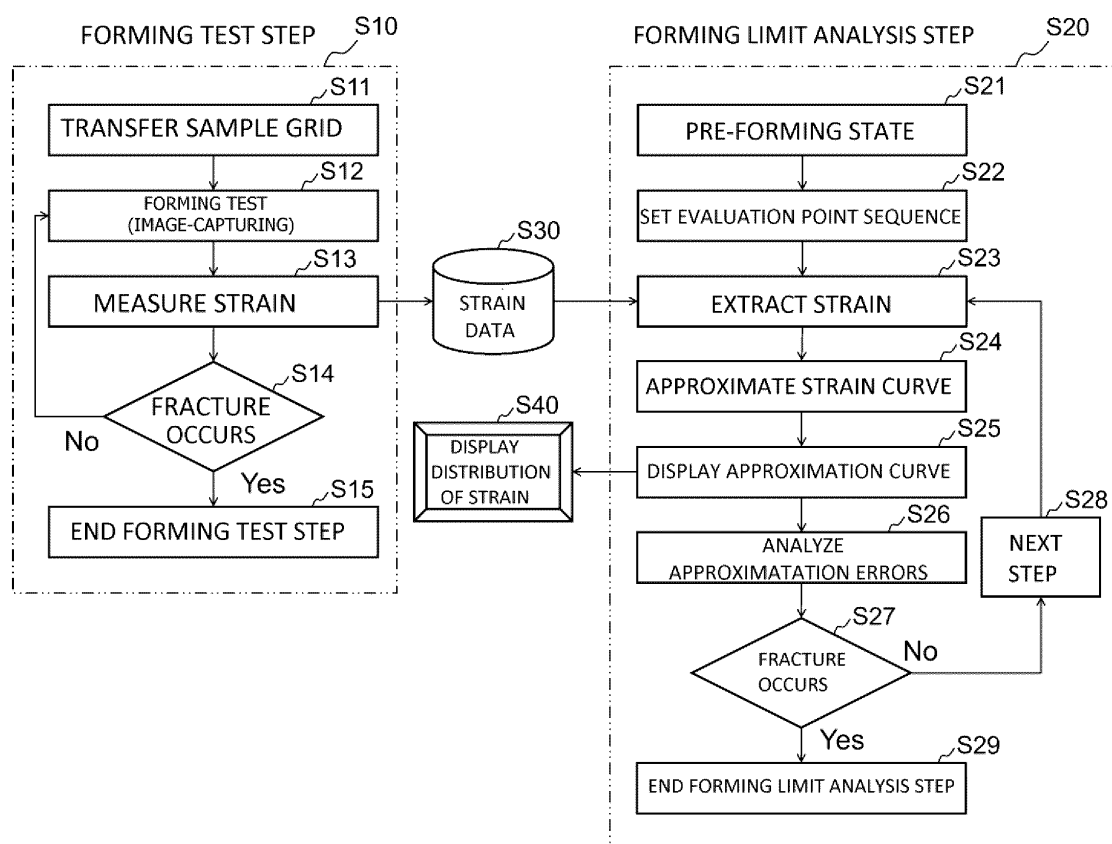 FORMING TEST STEP
S10
S11
TRANSFER SAMPLE GRID
S12
FORMING TEST
(IMAGE-CAPTURING)
S13
MEASURE STRAIN
S14
FRACTURE
OCCURS
No
Yes
S15
END FORMING TEST STEP
S30
STRAIN
DATA
S40
DISPLAY
DISTRIBUTION
OF STRAIN
FORMING LIMIT ANALYSIS STEP
S20
S21
PRE-FORMING STATE
S22
SET EVALUATION POINT SEQUENCE
S23
EXTRACT STRAIN
S24
APPROXIMATE STRAIN CURVE
S25
DISPLAY APPROXIMATION CURVE
S26
ANALYZE
APPROXIMATATION ERRORS
S27
FRACTURE
OCCURS
No
Yes
S28
NEXT
STEP
S29
END FORMING LIMIT ANALYSIS STEP